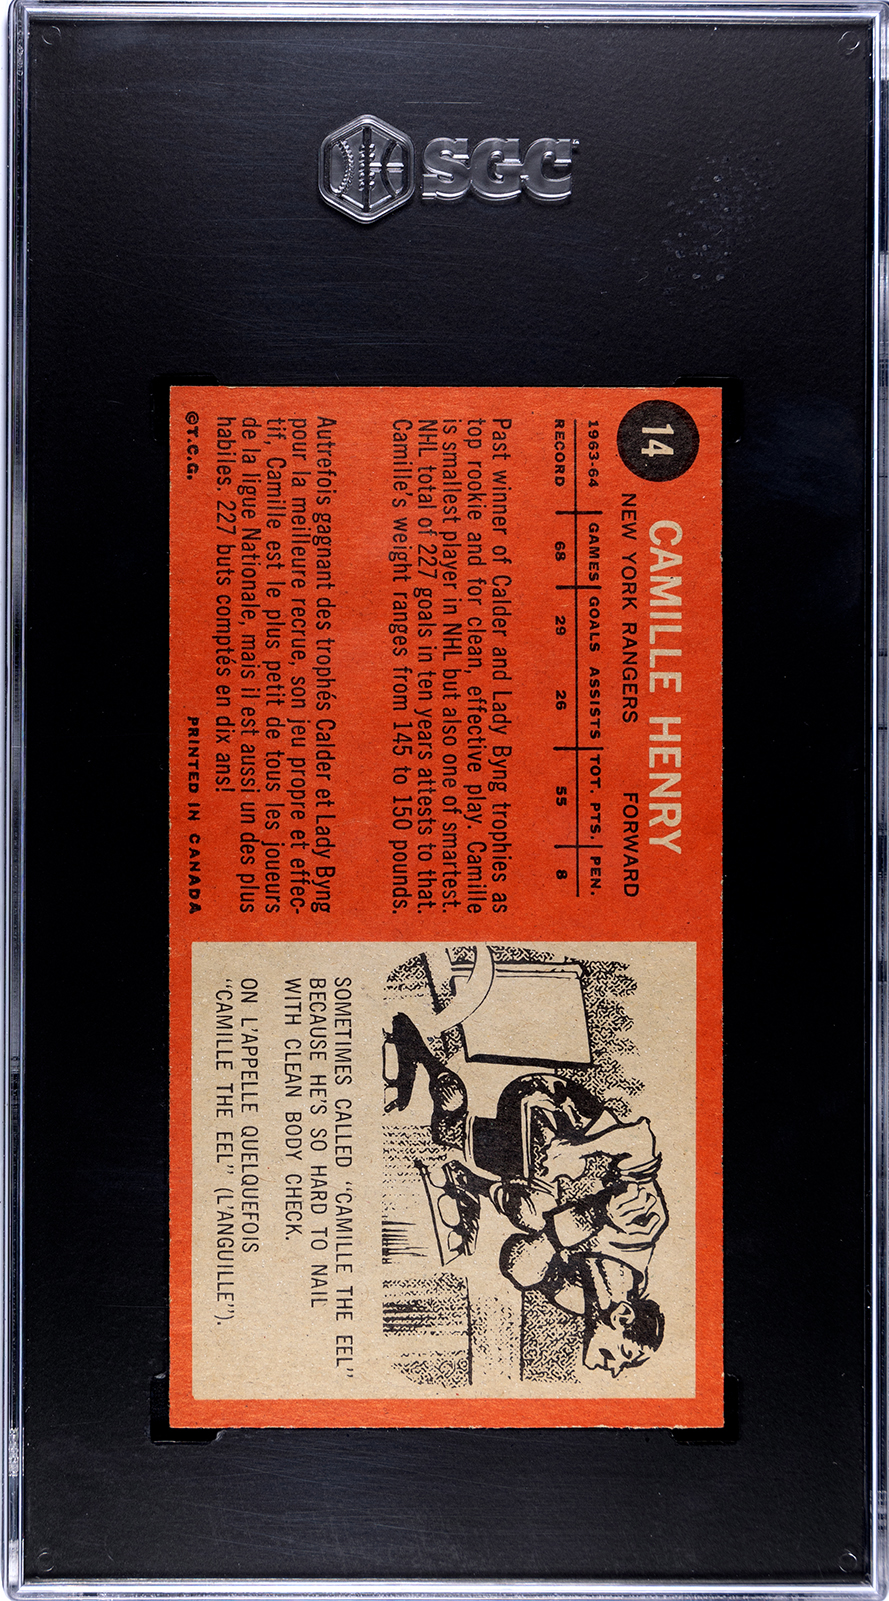 SGC
14
CAMILLE HENRY
NEW YORK RANGERS FORWARD
1963-64 GAMES GOALS ASSISTS TOT. PTS. PEN.
RECORD 68 29 26 55 8
Past winner of Calder and Lady Byng trophies as
top rookie and for clean, effective play. Camille
is smallest player in NHL but also one of smartest.
NHL total of 227 goals in ten years attests to that.
Camille's weight ranges from 145 to 150 pounds.
Autrefois gagnant des trophés Calder et Lady Byng
pour la meilleure recrue, son jeu propre et effec-
tif, Camille est le plus petit de tous les joueurs
de la ligue Nationale, mais il est aussi un des plus
habiles. 227 buts comptés en dix ans!
©T.C.G. PRINTED IN CANADA
SOMETIMES CALLED "CAMILLE THE EEL"
BECAUSE HE'S SO HARD TO NAIL
WITH CLEAN BODY CHECK.
ON L'APPELLE QUELQUEFOIS
"CAMILLE THE EEL" (L'ANGUILLE").